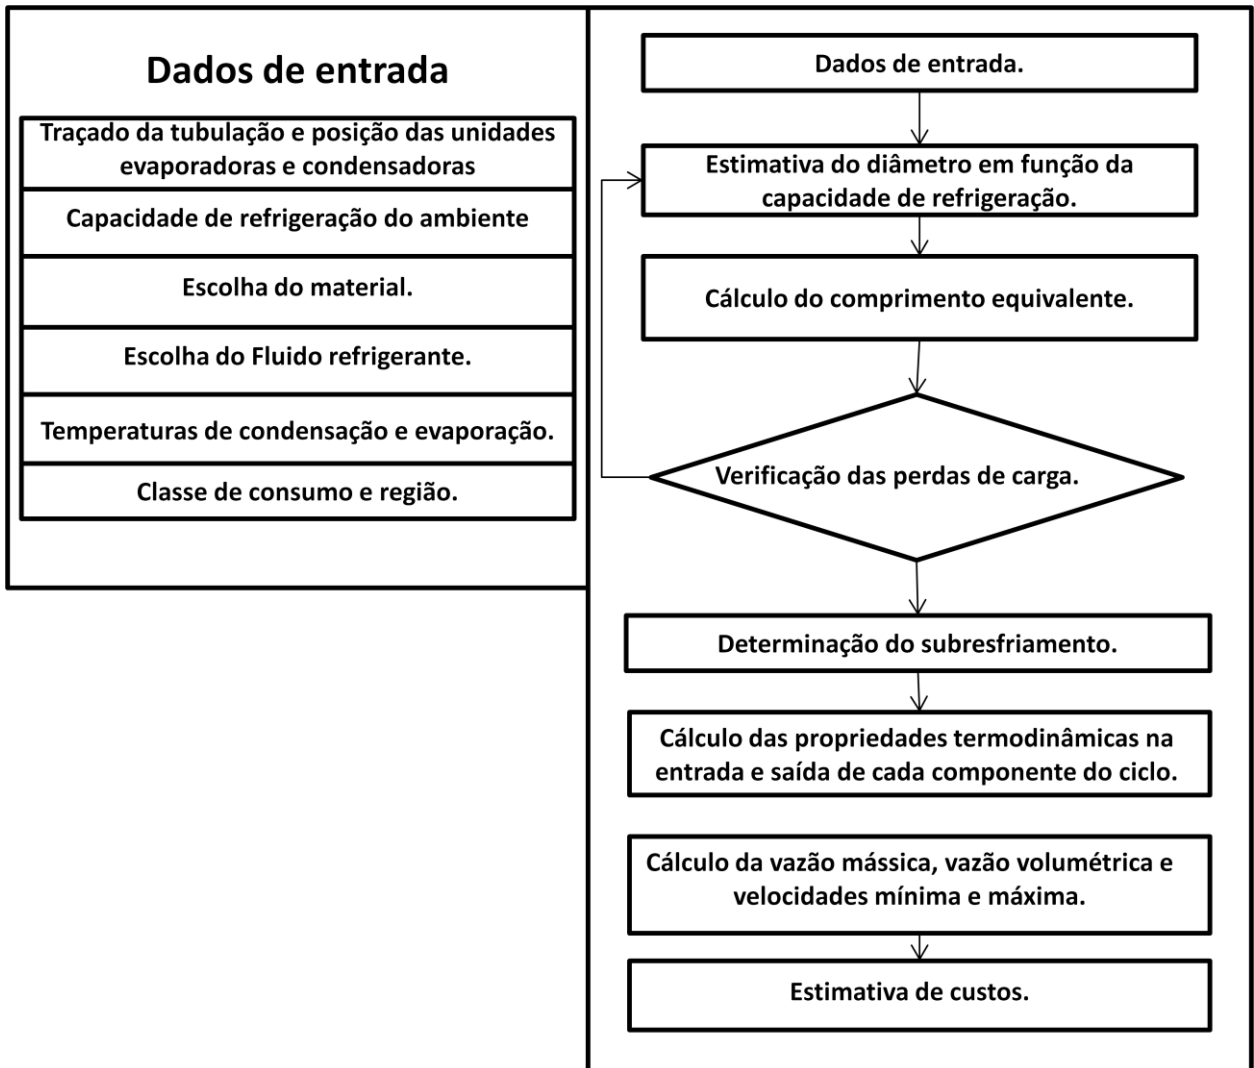 Dados de entrada
Traçado da tubulação e posição das unidades
evaporadoras e condensadoras
Capacidade de refrigeração do ambiente
Escolha do material.
Escolha do Fluido refrigerante.
Temperaturas de condensação e evaporação.
Classe de consumo e região.
Dados de entrada.
Estimativa do diâmetro em função da
capacidade de refrigeração.
Cálculo do comprimento equivalente.
Verificação das perdas de carga.
Determinação do subresfriamento.
Cálculo das propriedades termodinâmicas na
entrada e saída de cada componente do ciclo.
Cálculo da vazão mássica, vazão volumétrica e
velocidades mínima e máxima.
Estimativa de custos.